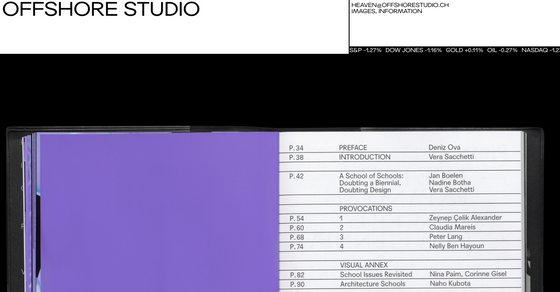 OFFSHORE STUDIO
HEAVEN@OFFSHORESTUDIO.CH
IMAGES, INFORMATION
S&P -1.27% DOW JONES -1.16% GOLD +0.11% OIL -0.27% NASDAQ -1.2
P.34 PREFACE Deniz Ova
P.38 INTRODUCTION Vera Sacchetti
P.42 A School of Schools: Jan Boelen
Doubting a Biennial, Nadine Botha
Doubting Design Vera Sacchetti
PROVOCATIONS
P.54 1 Zeynep Çelik Alexander
P.60 2 Claudia Mareis
P.68 3 Peter Lang
P.74 4 Nelly Ben Hayoun
VISUAL ANNEX
P.82 School Issues Revisited Nina Paim, Corinne Gisel
P.90 Architecture Schools Naho Kubota